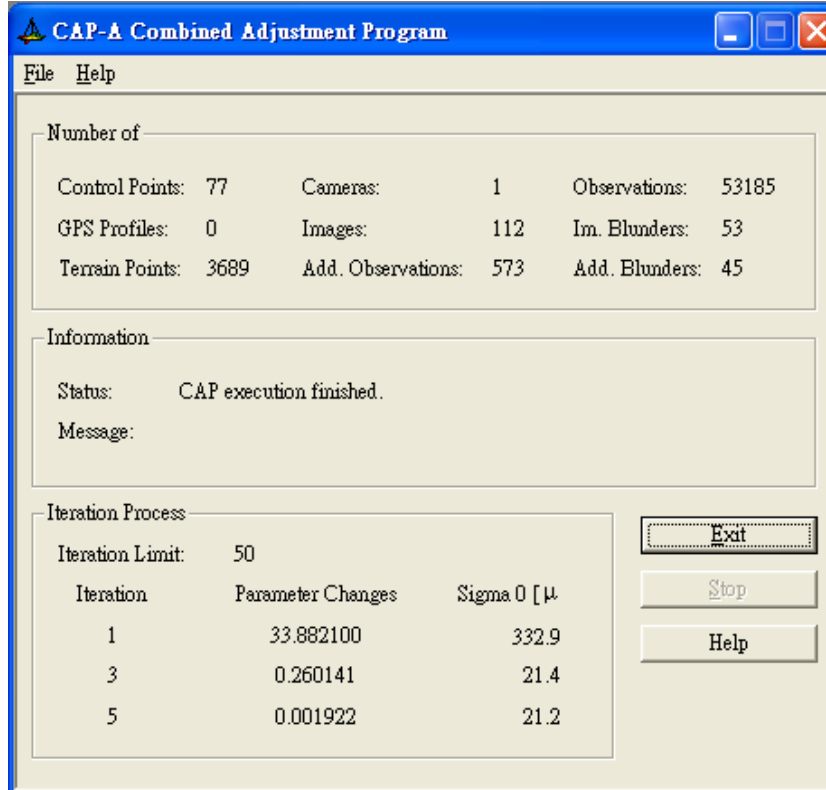 CAP-A Combined Adjustment Program
File Help
Number of
Control Points: 77 Cameras: 1 Observations: 53185
GPS Profiles: 0 Images: 112 Im. Blunders: 53
Terrain Points: 3689 Add. Observations: 573 Add. Blunders: 45
Information
Status: CAP execution finished.
Message:
Iteration Process
Iteration Limit: 50
Iteration Parameter Changes Sigma 0 [μ
1 33.882100 332.9
3 0.260141 21.4
5 0.001922 21.2
Exit
Stop
Help